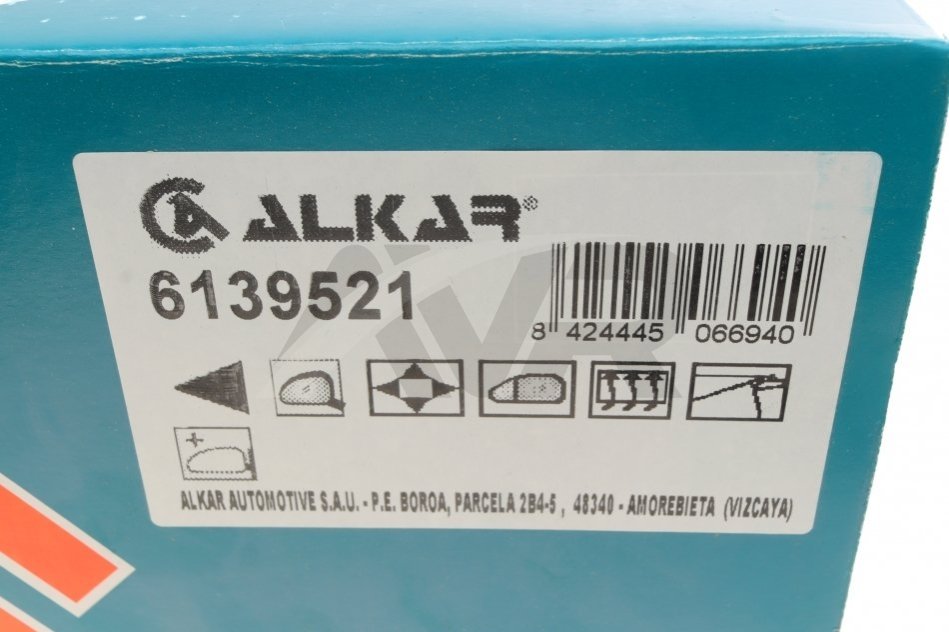 ALKAR®
6139521
8 424445 066940
ALKAR AUTOMOTIVE S.A.U. - P.E. BOROA, PARCELA 2B4-5 , 48340 - AMOREBIETA (VIZCAYA)